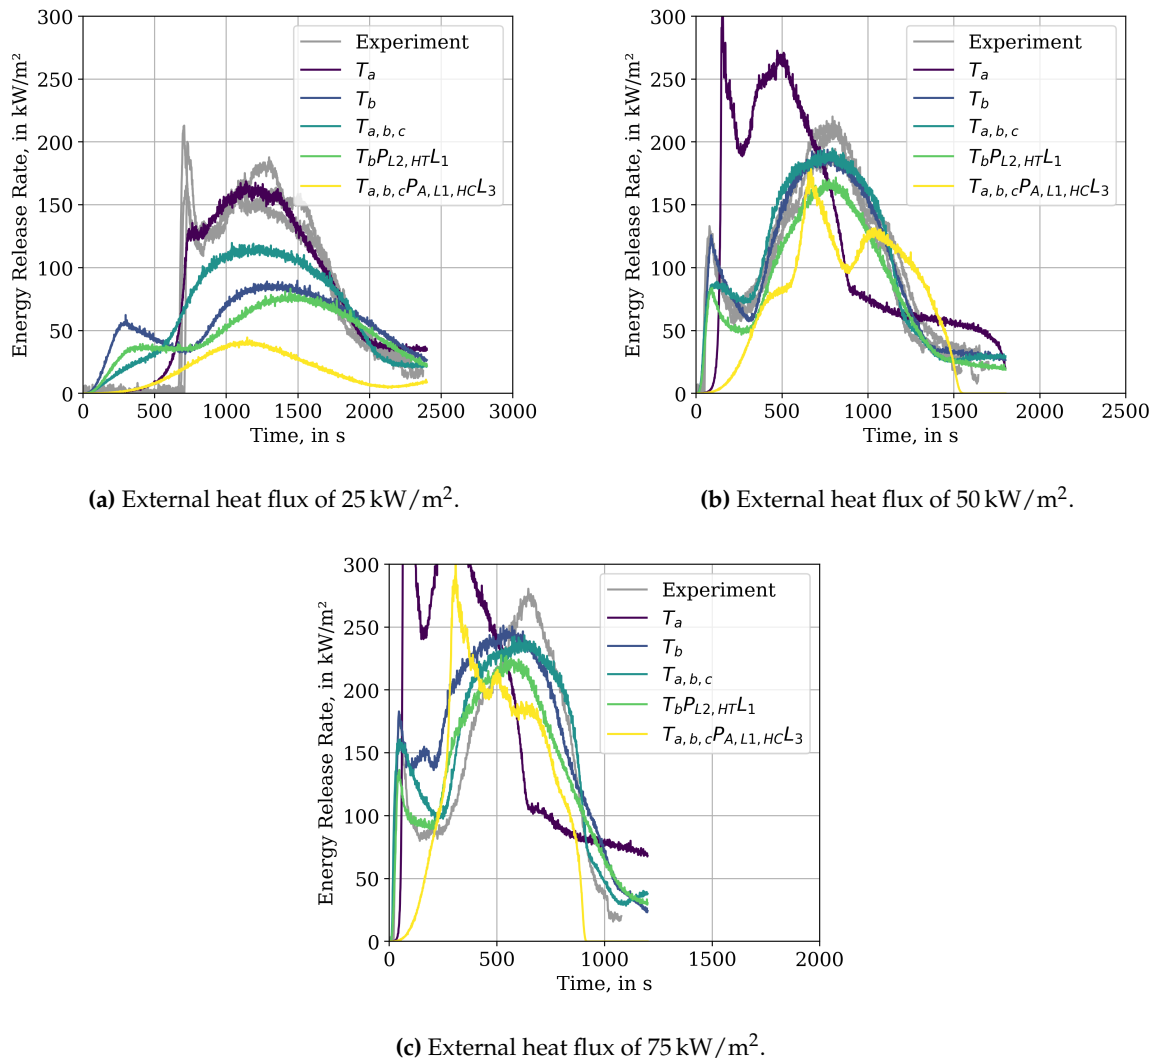 300
250
200
150
100
50
0
Energy Release Rate, in kW/m²
Experiment
T_a
T_b
T_{a, b, c}
T_bP_{L2, HT}L_1
T_{a, b, c}P_{A, L1, HC}L_3
0 500 1000 1500 2000 2500 3000
Time, in s
(a) External heat flux of 25 kW/m².
300
250
200
150
100
50
0
Energy Release Rate, in kW/m²
Experiment
T_a
T_b
T_{a, b, c}
T_bP_{L2, HT}L_1
T_{a, b, c}P_{A, L1, HC}L_3
0 500 1000 1500 2000 2500
Time, in s
(b) External heat flux of 50 kW/m².
300
250
200
150
100
50
0
Energy Release Rate, in kW/m²
Experiment
T_a
T_b
T_{a, b, c}
T_bP_{L2, HT}L_1
T_{a, b, c}P_{A, L1, HC}L_3
0 500 1000 1500 2000
Time, in s
(c) External heat flux of 75 kW/m².